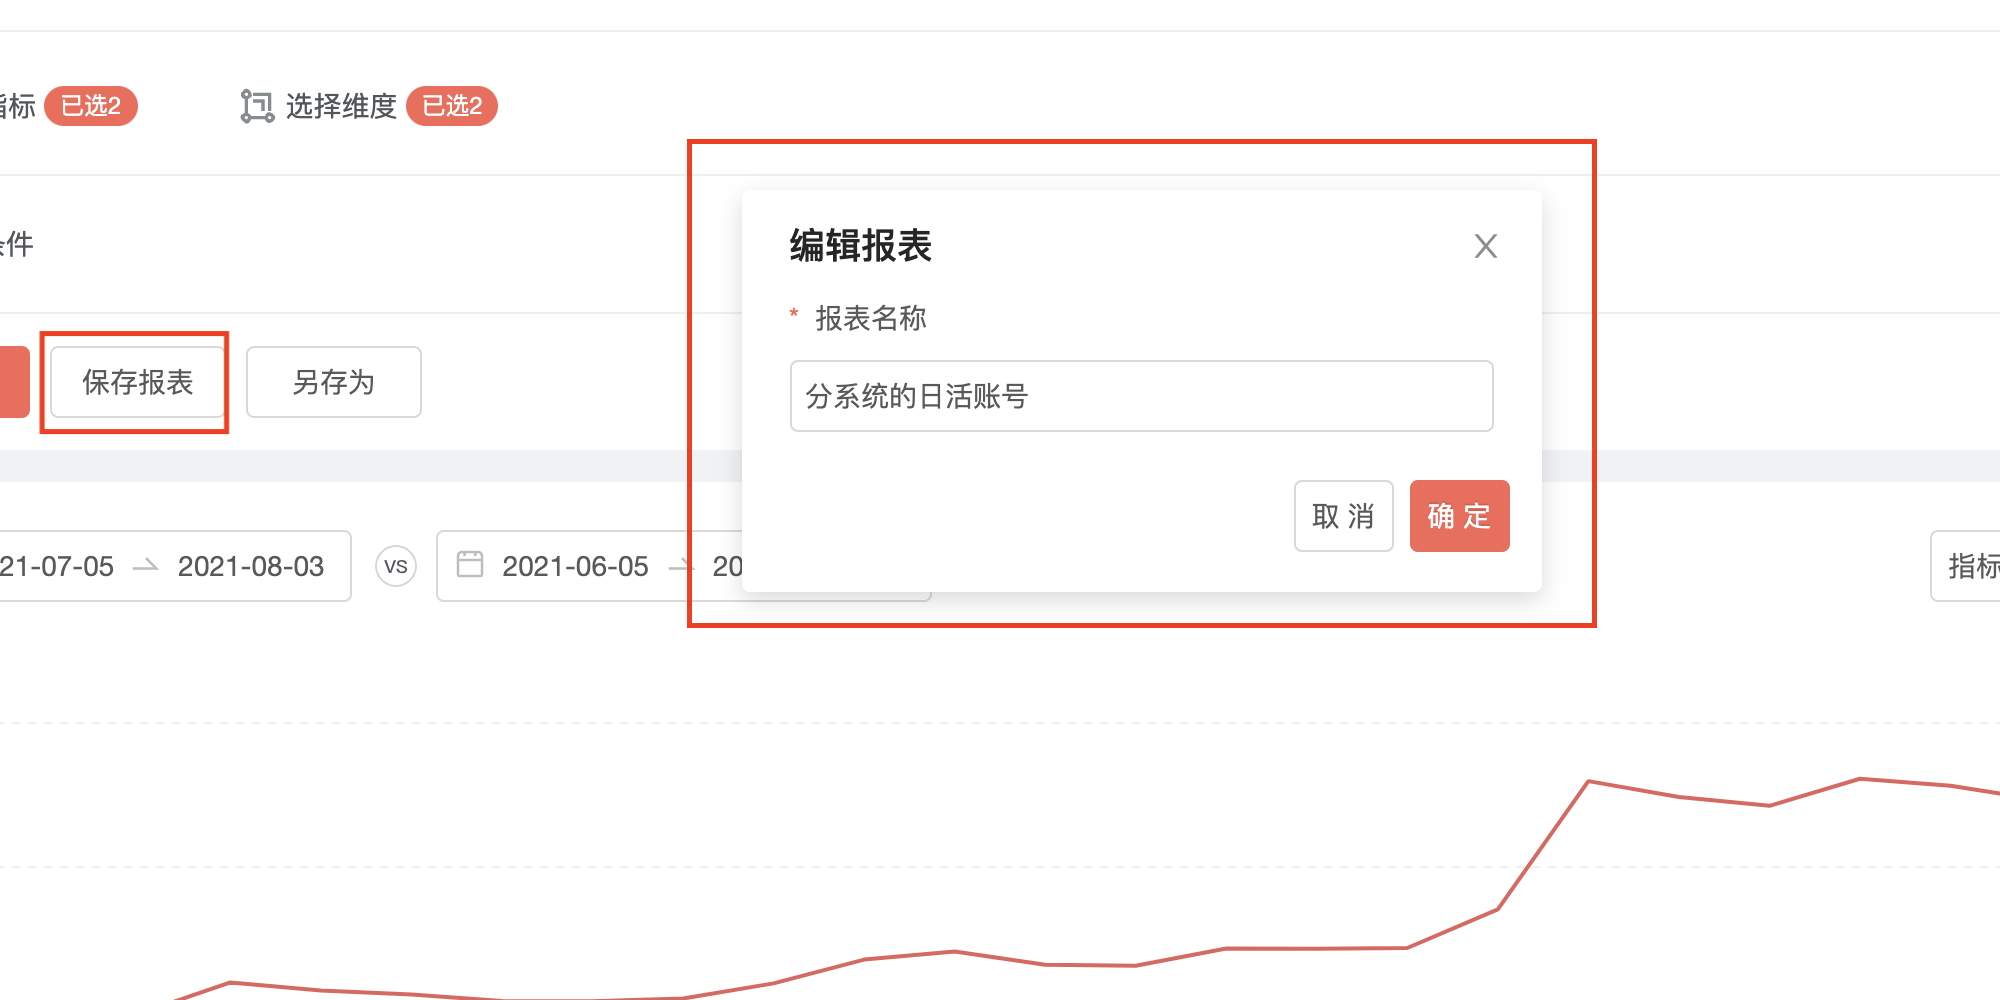 指标 已选2 选择维度 已选2
条件
编辑报表
* 报表名称
保存报表 另存为
分系统的日活账号
取 消 确 定
21-07-05 → 2021-08-03 vs 2021-06-05 → 20
指标